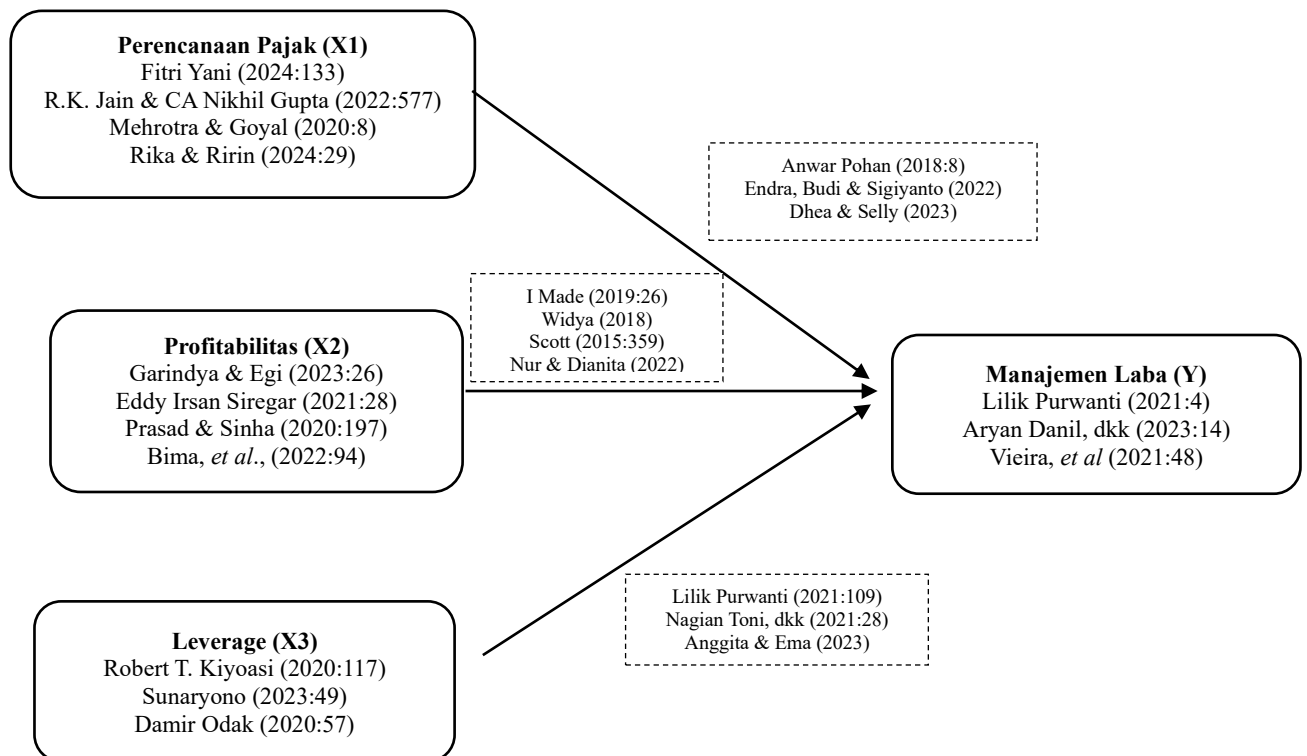 Perencanaan Pajak (X1)
Fitri Yani (2024:133)
R.K. Jain & CA Nikhil Gupta (2022:577)
Mehrotra & Goyal (2020:8)
Rika & Ririn (2024:29)
Anwar Pohan (2018:8)
Endra, Budi & Sigiyanto (2022)
Dhea & Selly (2023)
I Made (2019:26)
Widya (2018)
Scott (2015:359)
Nur & Dianita (2022)
Profitabilitas (X2)
Garindya & Egi (2023:26)
Eddy Irsan Siregar (2021:28)
Prasad & Sinha (2020:197)
Bima, et al., (2022:94)
Manajemen Laba (Y)
Lilik Purwanti (2021:4)
Aryan Danil, dkk (2023:14)
Vieira, et al (2021:48)
Lilik Purwanti (2021:109)
Nagian Toni, dkk (2021:28)
Anggita & Ema (2023)
Leverage (X3)
Robert T. Kiyoasi (2020:117)
Sunaryono (2023:49)
Damir Odak (2020:57)